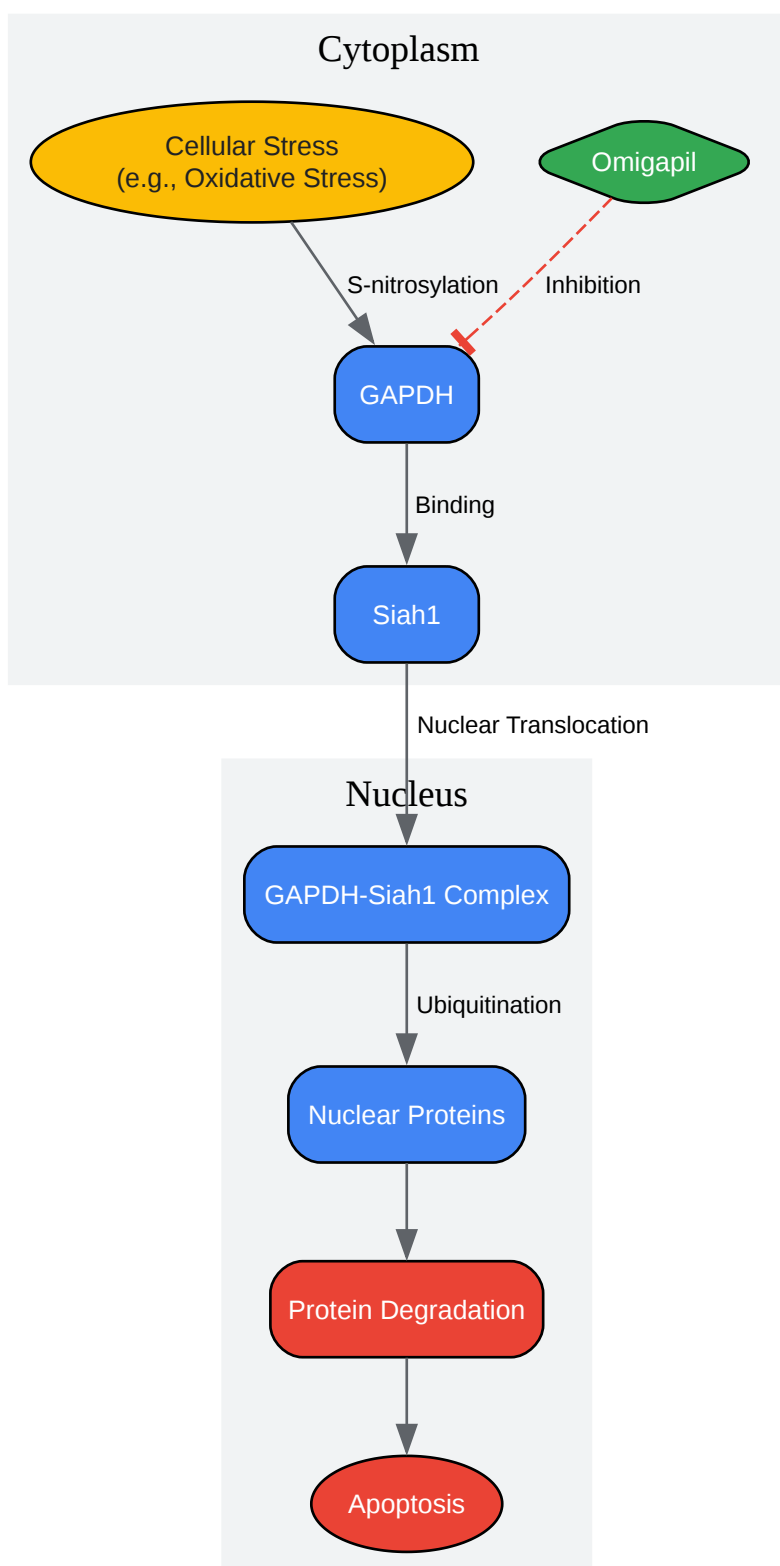 Cytoplasm
Cellular Stress
(e.g., Oxidative Stress)
Omigapil
S-nitrosylation
Inhibition
GAPDH
Binding
Siah1
Nuclear Translocation
Nucleus
GAPDH-Siah1 Complex
Ubiquitination
Nuclear Proteins
Protein Degradation
Apoptosis